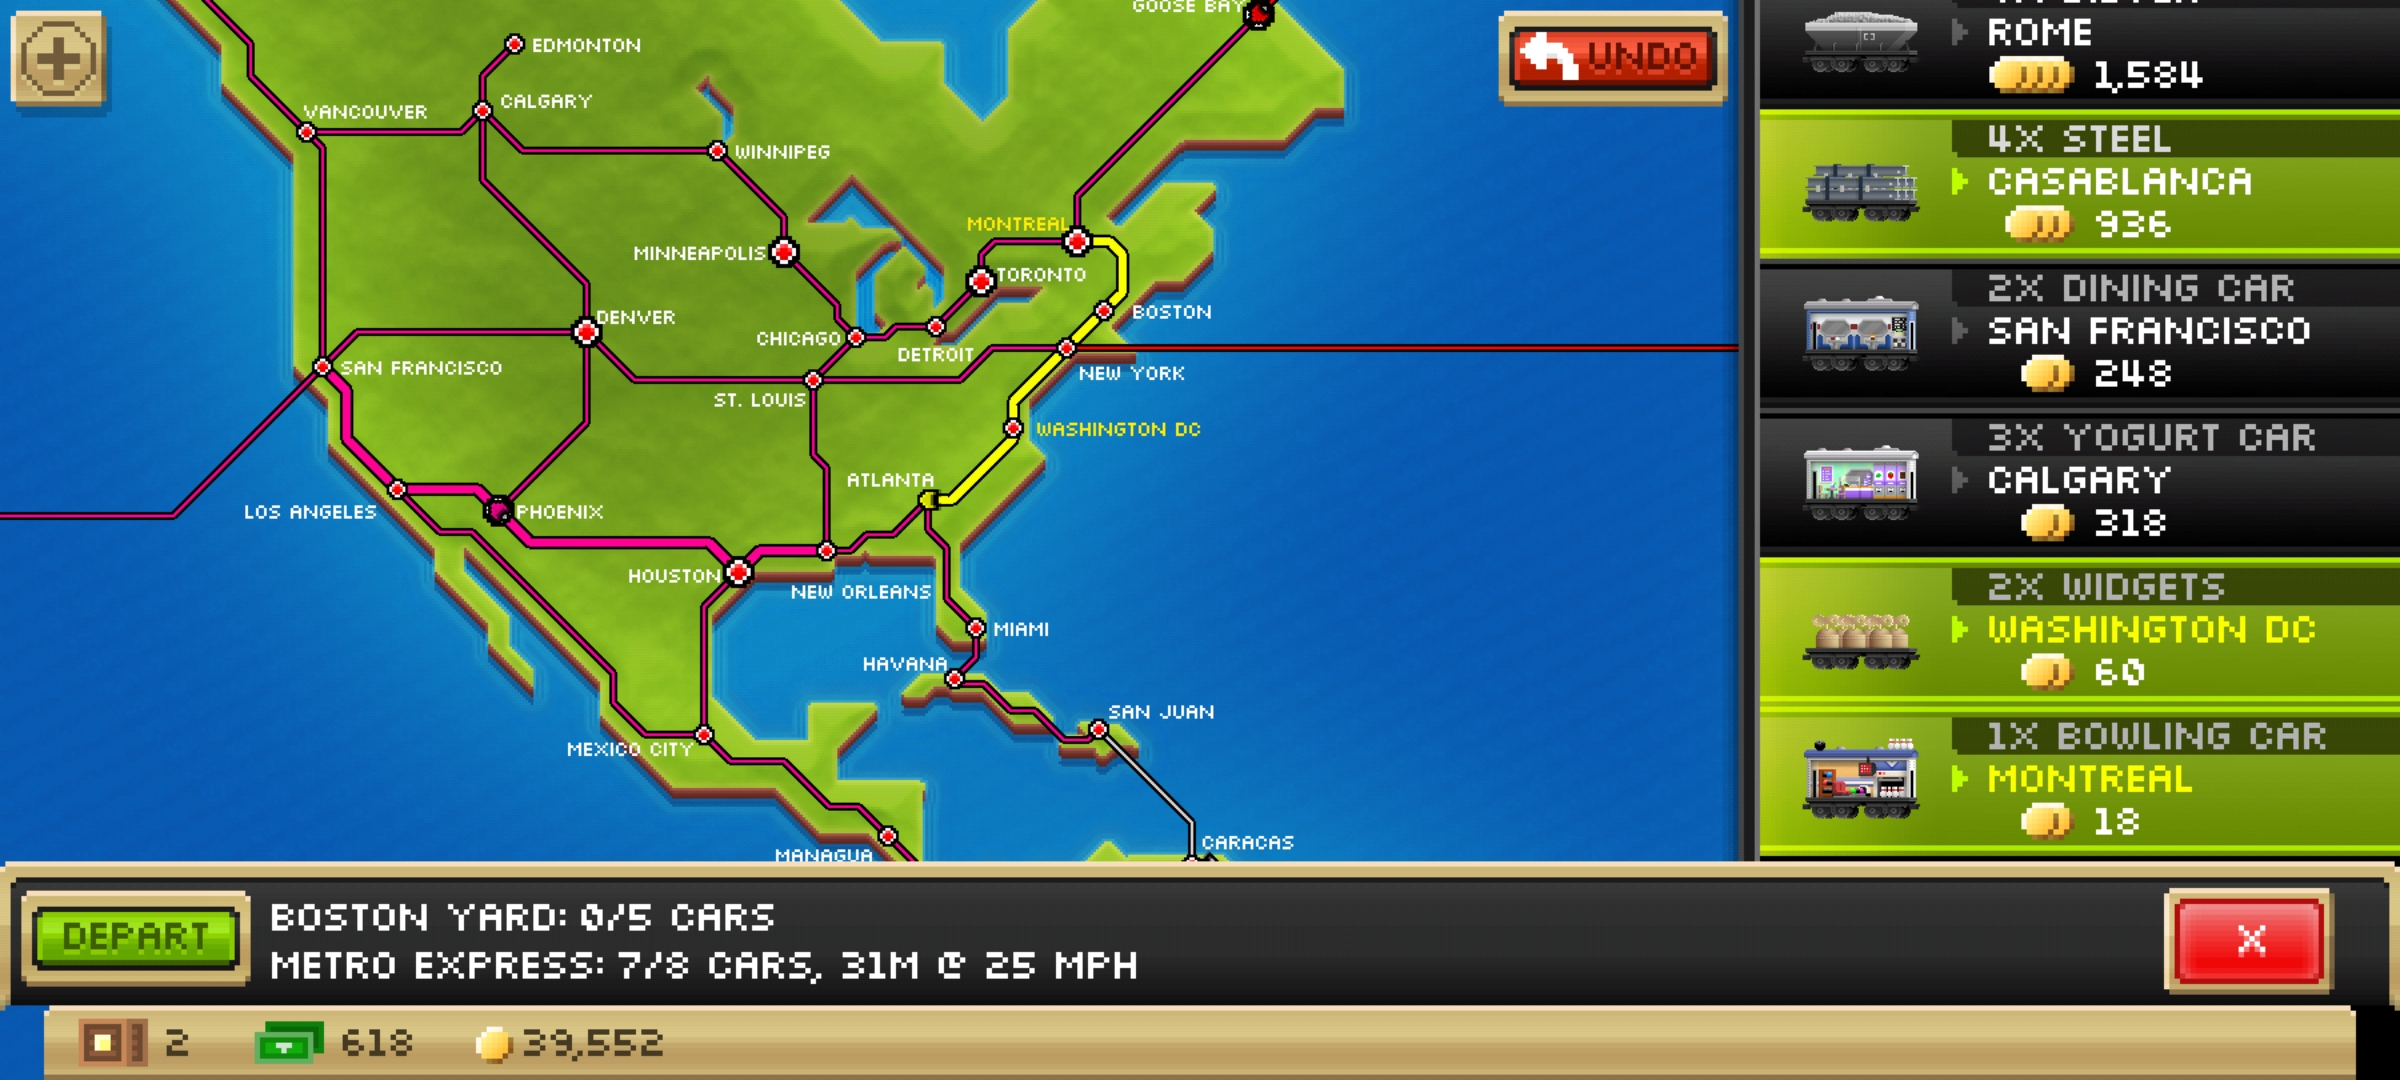 GOOSE BAY
EDMONTON
CALGARY
VANCOUVER
WINNIPEG
MONTREAL
MINNEAPOLIS
TORONTO
BOSTON
DENVER
CHICAGO
DETROIT
NEW YORK
SAN FRANCISCO
ST. LOUIS
WASHINGTON DC
ATLANTA
LOS ANGELES
PHOENIX
HOUSTON
NEW ORLEANS
MIAMI
HAVANA
SAN JUAN
MEXICO CITY
CARACAS
MANAGUA
UNDO
ROME
1,584
4X STEEL
CASABLANCA
936
2X DINING CAR
SAN FRANCISCO
248
3X YOGURT CAR
CALGARY
318
2X WIDGETS
WASHINGTON DC
60
1X BOWLING CAR
MONTREAL
18
DEPART
BOSTON YARD: 0/5 CARS
METRO EXPRESS: 7/8 CARS, 31M @ 25 MPH
X
2
618
39,552